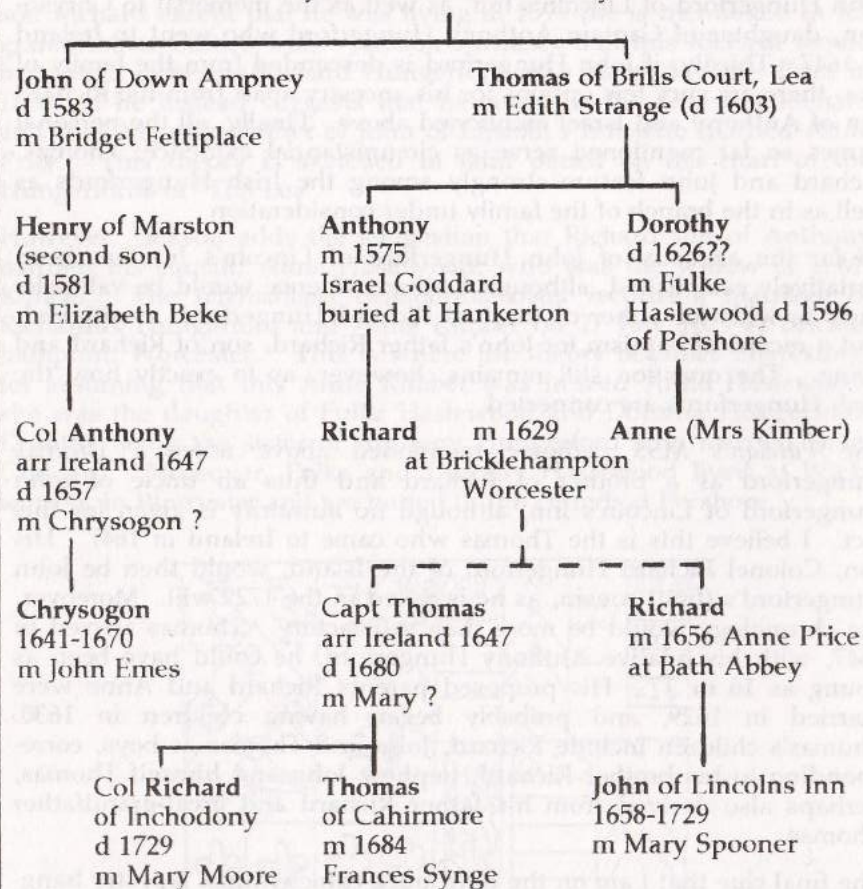 John of Down Ampney
d 1583
m Bridget Fettiplace
Thomas of Brills Court, Lea
m Edith Strange (d 1603)
Henry of Marston
(second son)
d 1581
m Elizabeth Beke
Anthony
m 1575
Israel Goddard
buried at Hankerton
Dorothy
d 1626??
m Fulke
Haslewood d 1596
of Pershore
Col Anthony
arr Ireland 1647
d 1657
m Chrysogon ?
Richard m 1629 Anne (Mrs Kimber)
at Bricklehampton
Worcester
Chrysogon
1641-1670
m John Emes
Capt Thomas
arr Ireland 1647
d 1680
m Mary ?
Richard
m 1656 Anne Price
at Bath Abbey
Col Richard
of Inchodony
d 1729
m Mary Moore
Thomas
of Cahirmore
m 1684
Frances Synge
John of Lincolns Inn
1658-1729
m Mary Spooner